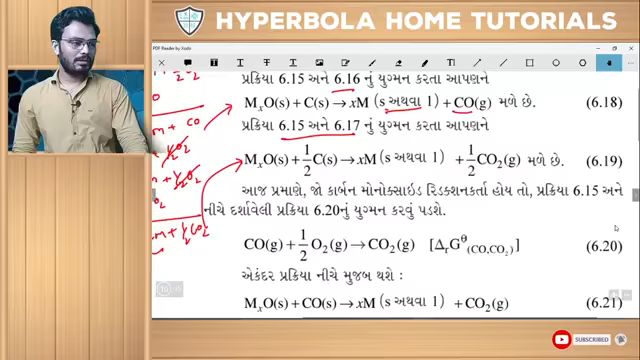 HYPERBOLA HOME TUTORIALS
PDF Reader by Xodo
પ્રક્રિયા 6.15 અને 6.16 નું યુગ્મન કરતા આપણને
MₓO(s) + C(s) → xM (s અથવા l) + CO(g) મળે છે. (6.18)
પ્રક્રિયા 6.15 અને 6.17 નું યુગ્મન કરતા આપણને
MₓO(s) + 1/2 C(s) → xM (s અથવા l) + 1/2 CO₂(g) મળે છે. (6.19)
આજ પ્રમાણે, જો કાર્બન મોનોક્સાઇડ રિડક્શનકર્તા હોય તો, પ્રક્રિયા 6.15 અને
નીચે દર્શાવેલી પ્રક્રિયા 6.20નું યુગ્મન કરવું પડશે.
CO(g) + 1/2 O₂(g) → CO₂(g) [ΔᵣG^θ(CO,CO₂)] (6.20)
એકંદર પ્રક્રિયા નીચે મુજબ થશે :
MₓO(s) + CO(s) → xM (s અથવા l) + CO₂(g) (6.21)
m + CO
m + 1/2 CO₂
SUBSCRIBED